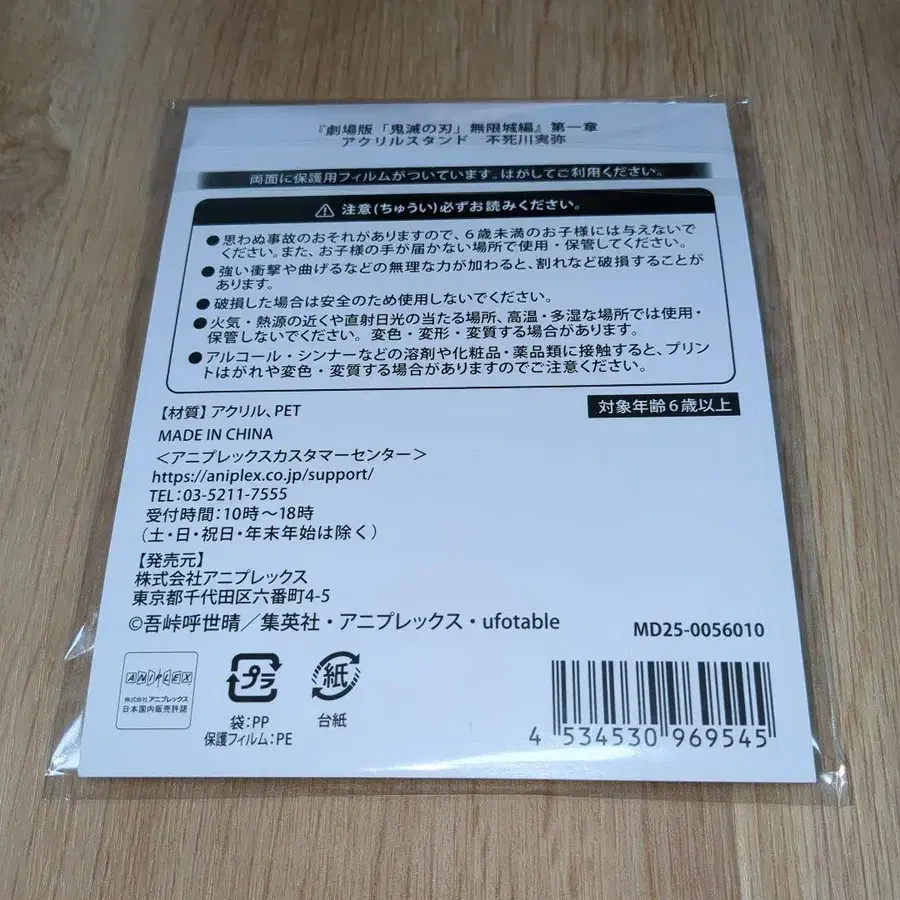 『劇場版「鬼滅の刃」無限城編』第一章
アクリルスタンド　不死川実弥
両面に保護用フィルムがついています。はがしてご利用ください。
⚠ 注意(ちゅうい)必ずお読みください。
●思わぬ事故のおそれがありますので、6歳未満のお子様には与えないで
ください。また、お子様の手が届かない場所で使用・保管してください。
●強い衝撃や曲げるなどの無理な力が加わると、割れなど破損することが
あります。
●破損した場合は安全のため使用しないでください。
●火気・熱源の近くや直射日光の当たる場所、高温・多湿な場所では使用・
保管しないでください。変色・変形・変質する場合があります。
●アルコール・シンナーなどの溶剤や化粧品・薬品類に接触すると、プリン
トはがれや変色・変質する場合がありますのでご注意ください。
【材質】アクリル、PET
対象年齢6歳以上
MADE IN CHINA
＜アニプレックスカスタマーセンター＞
https://aniplex.co.jp/support/
TEL：03-5211-7555
受付時間：10時～18時
（土・日・祝日・年末年始は除く）
【発売元】
株式会社アニプレックス
東京都千代田区六番町4-5
©吾峠呼世晴／集英社・アニプレックス・ufotable
MD25-0056010
ANIPLEX
株式会社アニプレックス
日本国内販売許諾
プラ
袋：PP
保護フィルム：PE
紙
台紙
4 534530 969545